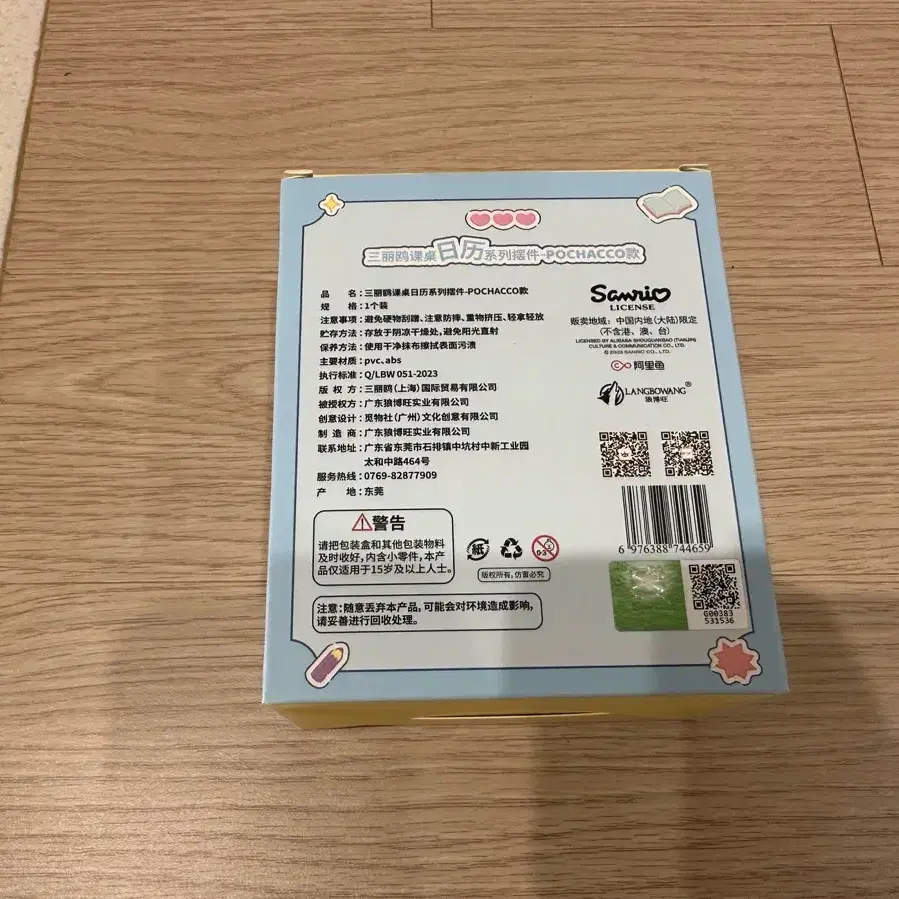 三丽鸥课桌日历系列摆件-POCHACCO款
品 名:三丽鸥课桌日历系列摆件-POCHACCO款
规 格:1个装
注意事项:避免硬物刮蹭、注意防摔、重物挤压、轻拿轻放
贮存方法:存放于阴凉干燥处,避免阳光直射
保养方法:使用干净抹布擦拭表面污渍
主要材质:pvc、abs
执行标准:Q/LBW 051-2023
版 权 方:三丽鸥(上海)国际贸易有限公司
被授权方:广东狼博旺实业有限公司
创意设计:觅物社(广州)文化创意有限公司
制 造 商:广东狼博旺实业有限公司
联系地址:广东省东莞市石排镇中坑村中新工业园
太和中路464号
服务热线:0769-82877909
产 地:东莞
Sanrio
LICENSE
贩卖地域:中国内地(大陆)限定
(不含港、澳、台)
LICENSED BY ALIBABA SHOUQUANBAO (TIANJIN)
CULTURE & COMMUNICATION CO., LTD.
© 2023 SANRIO CO., LTD.
阿里鱼
LANGBOWANG®
狼博旺
6 976388 744659
警告
请把包装盒和其他包装物料
及时收好,内含小零件,本产
品仅适用于15岁及以上人士。
紙
0-3
版权所有,仿冒必究
注意:随意丢弃本产品,可能会对环境造成影响,
请妥善进行回收处理。
G00383
531536